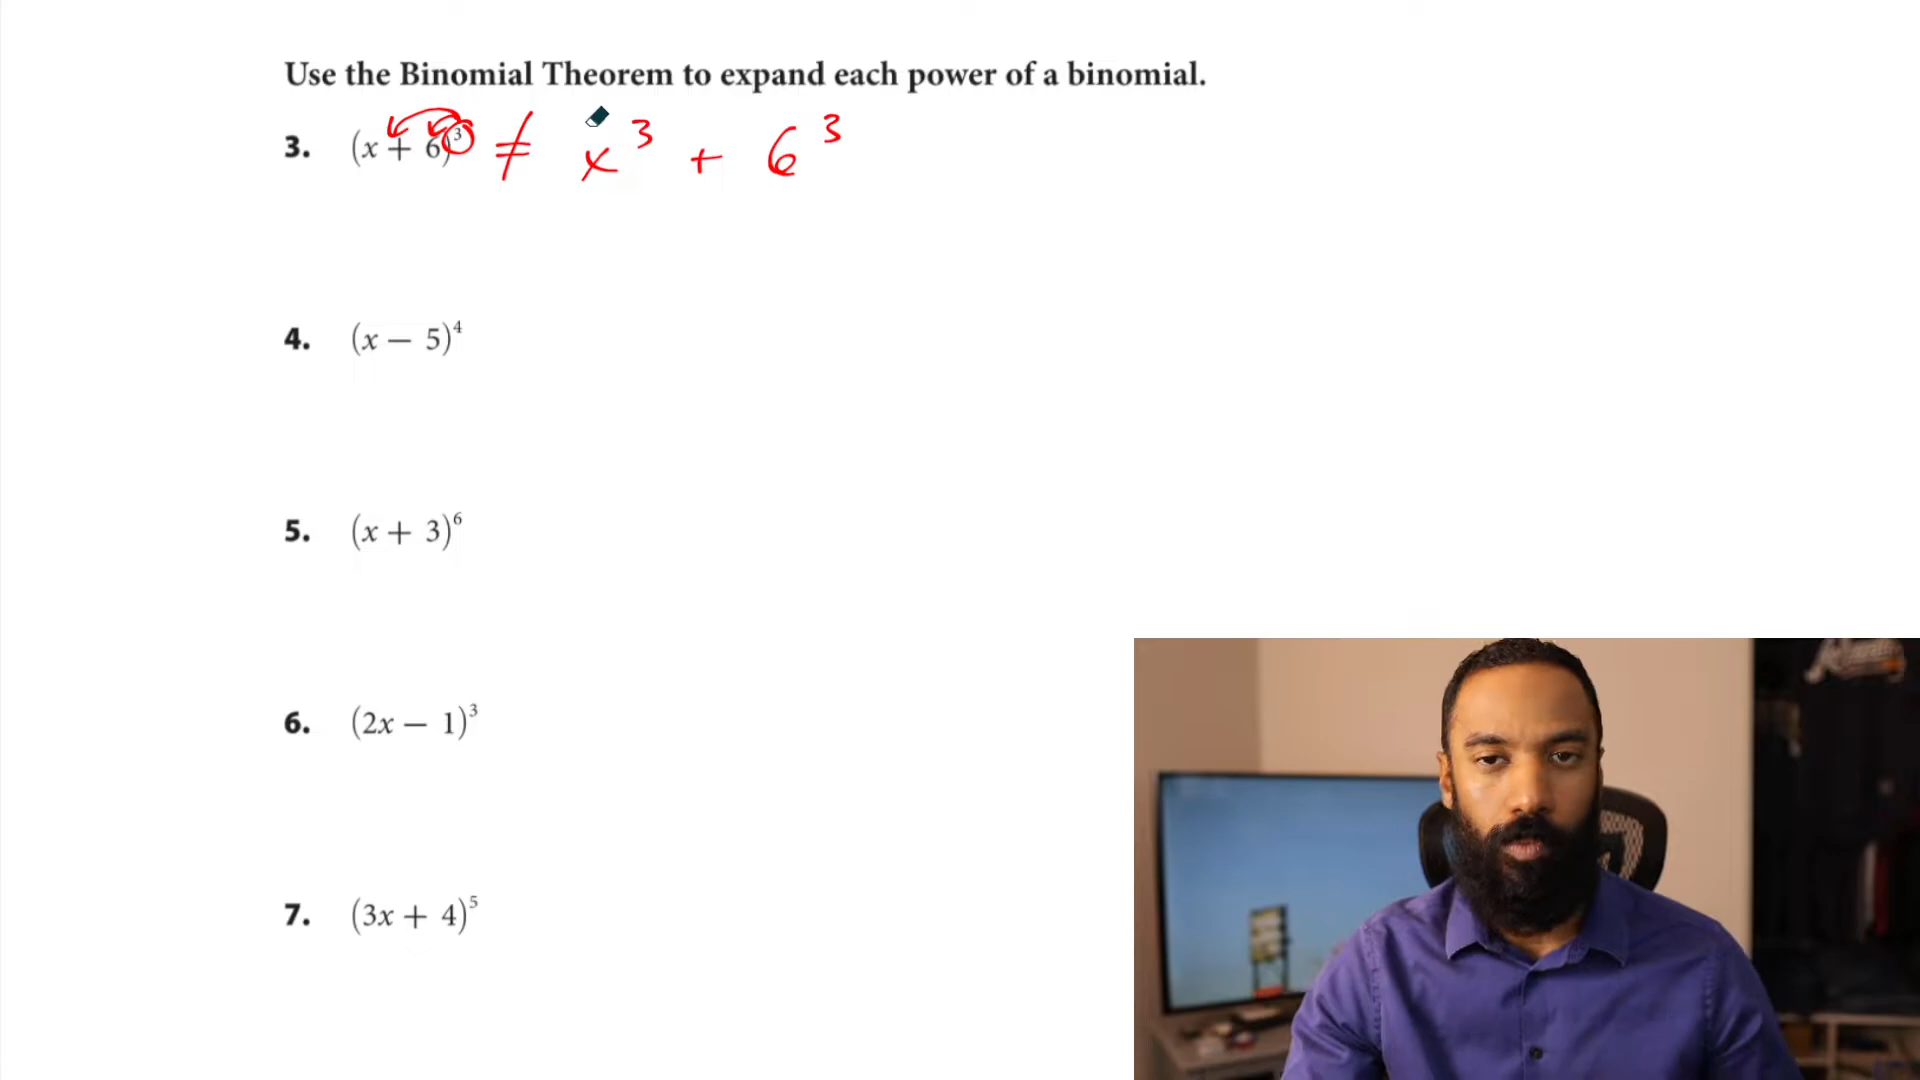 Use the Binomial Theorem to expand each power of a binomial.
3. (x + 6)³ ≠ x³ + 6³
4. (x − 5)⁴
5. (x + 3)⁶
6. (2x − 1)³
7. (3x + 4)⁵